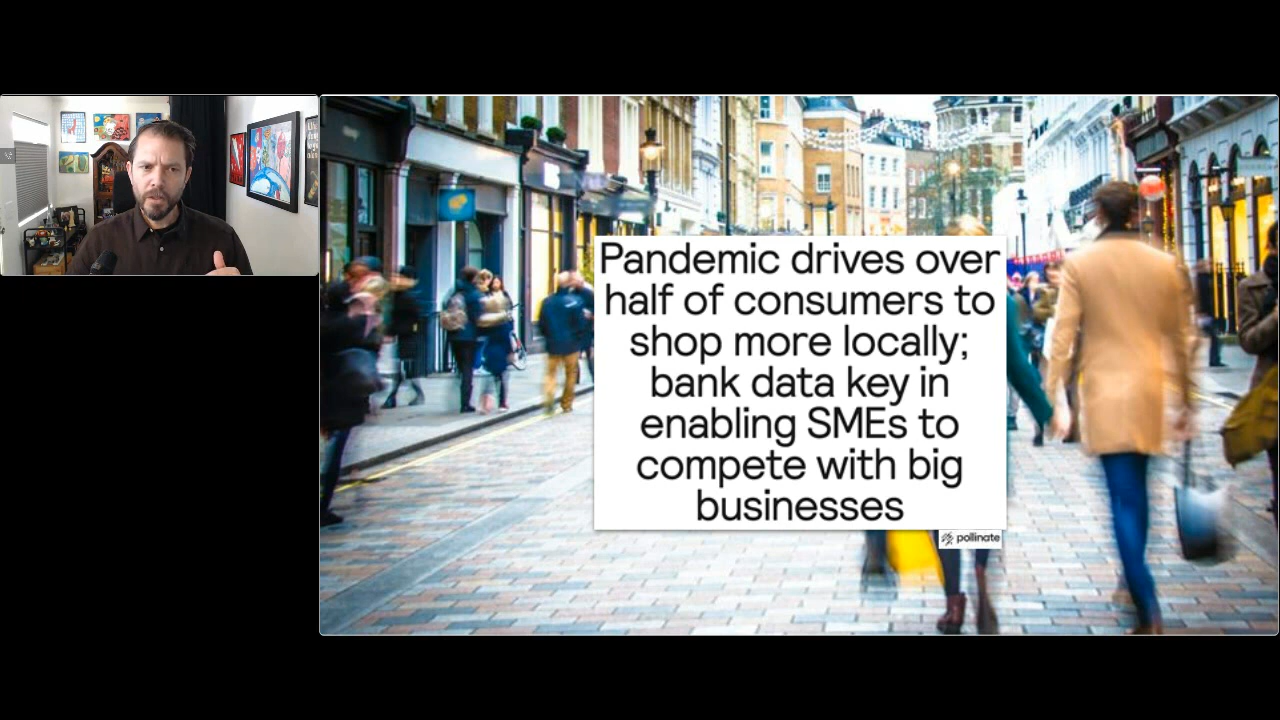 Pandemic drives over
half of consumers to
shop more locally;
bank data key in
enabling SMEs to
compete with big
businesses
pollinate